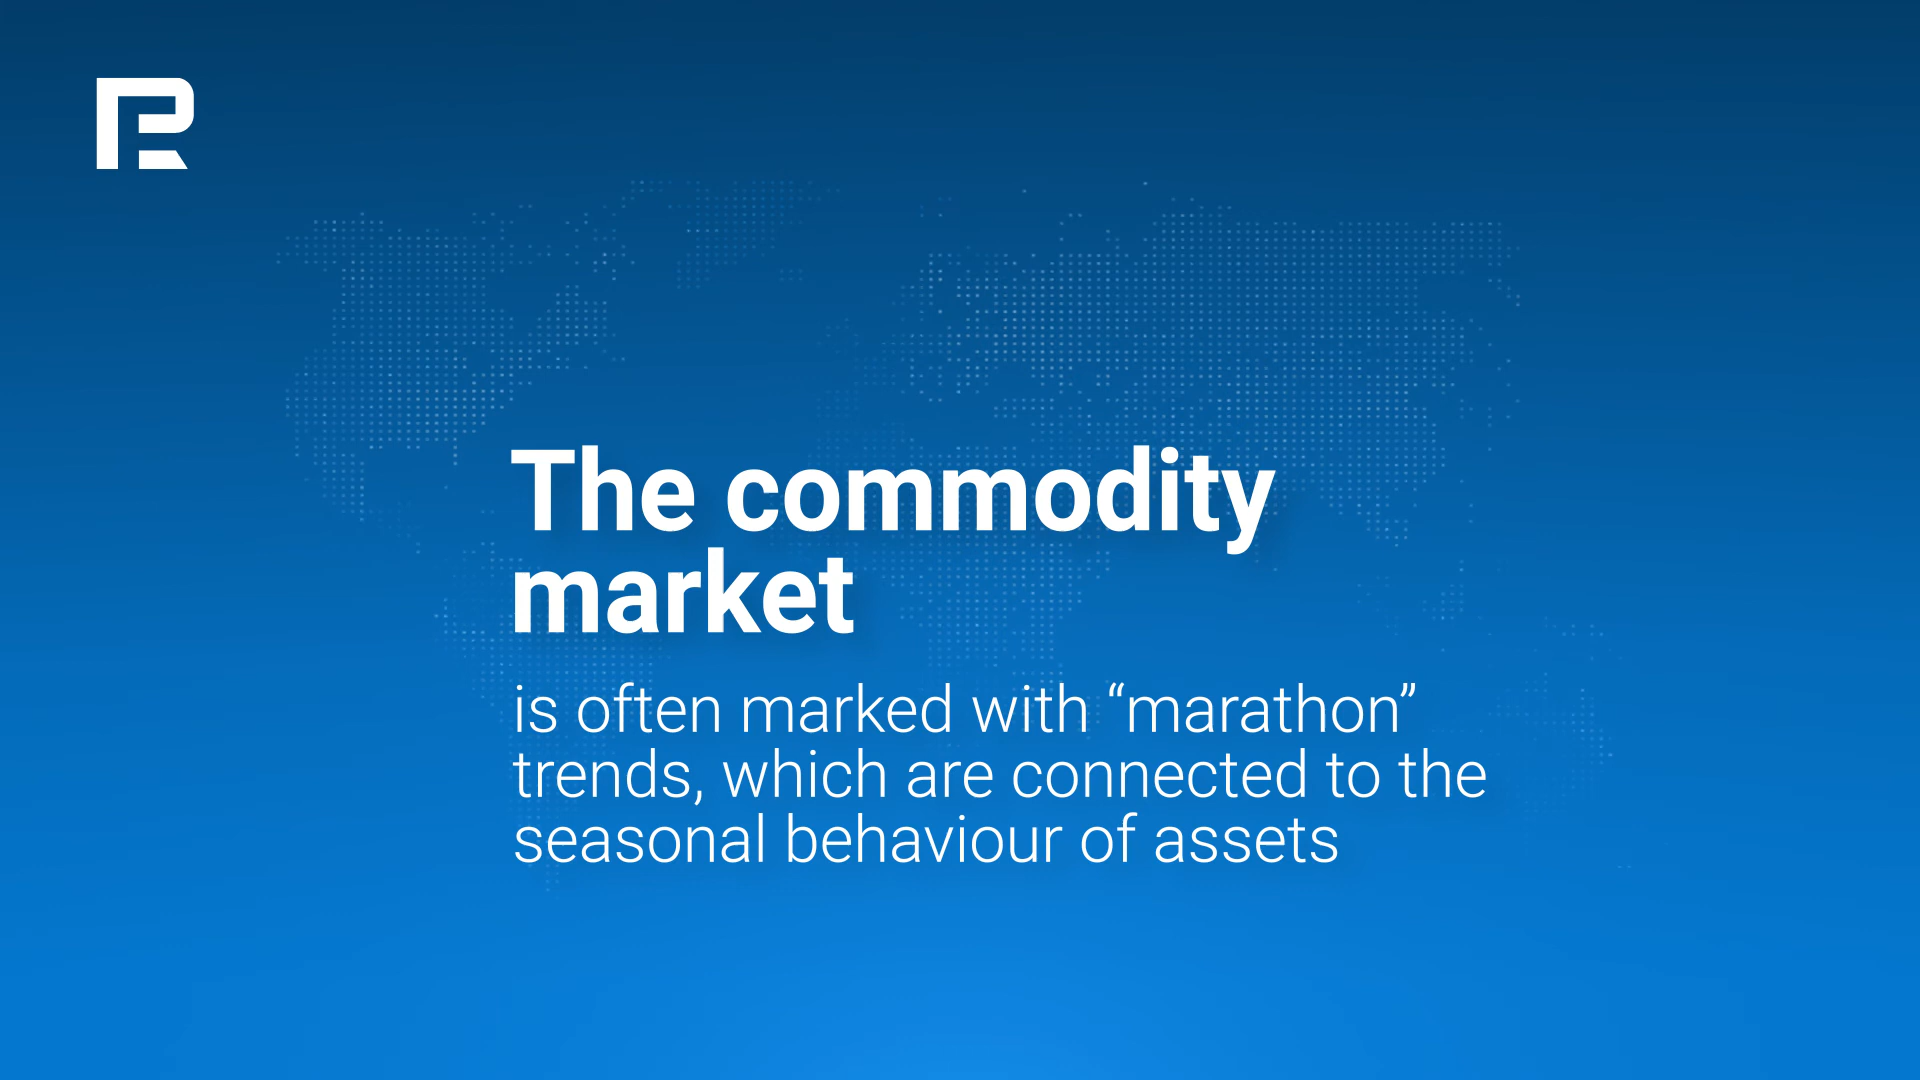 The commodity
market
is often marked with “marathon”
trends, which are connected to the
seasonal behaviour of assets